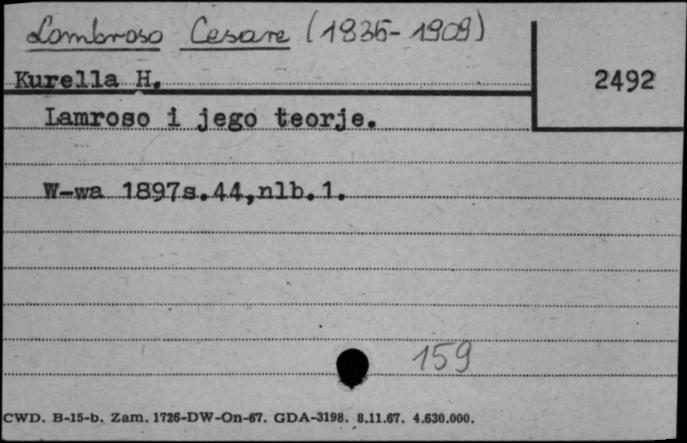 Lombroso Cesare (1835-1909)
Kurella H.
2492
Lamroso i jego teorje.
W-wa 1897s.44,nlb.1.
159
CWD. B-15-b. Zam. 1726-DW-On-67. GDA-3198. 8.11.67. 4.630.000.